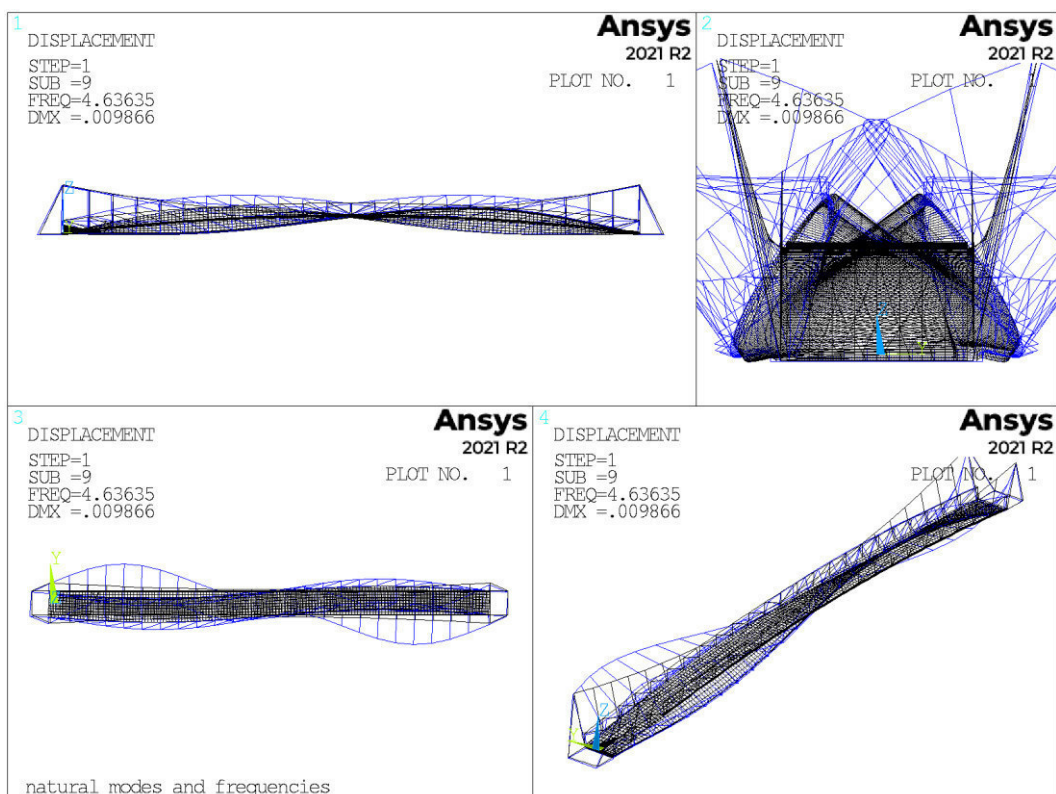 1
DISPLACEMENT
STEP=1
SUB =9
FREQ=4.63635
DMX =.009866
Ansys
2021 R2
PLOT NO. 1
Z
2
DISPLACEMENT
STEP=1
SUB =9
FREQ=4.63635
DMX =.009866
Ansys
2021 R2
PLOT NO. 1
Z
Y
3
DISPLACEMENT
STEP=1
SUB =9
FREQ=4.63635
DMX =.009866
Ansys
2021 R2
PLOT NO. 1
Y
natural modes and frequencies
4
DISPLACEMENT
STEP=1
SUB =9
FREQ=4.63635
DMX =.009866
Ansys
2021 R2
PLOT NO. 1
Z
Y